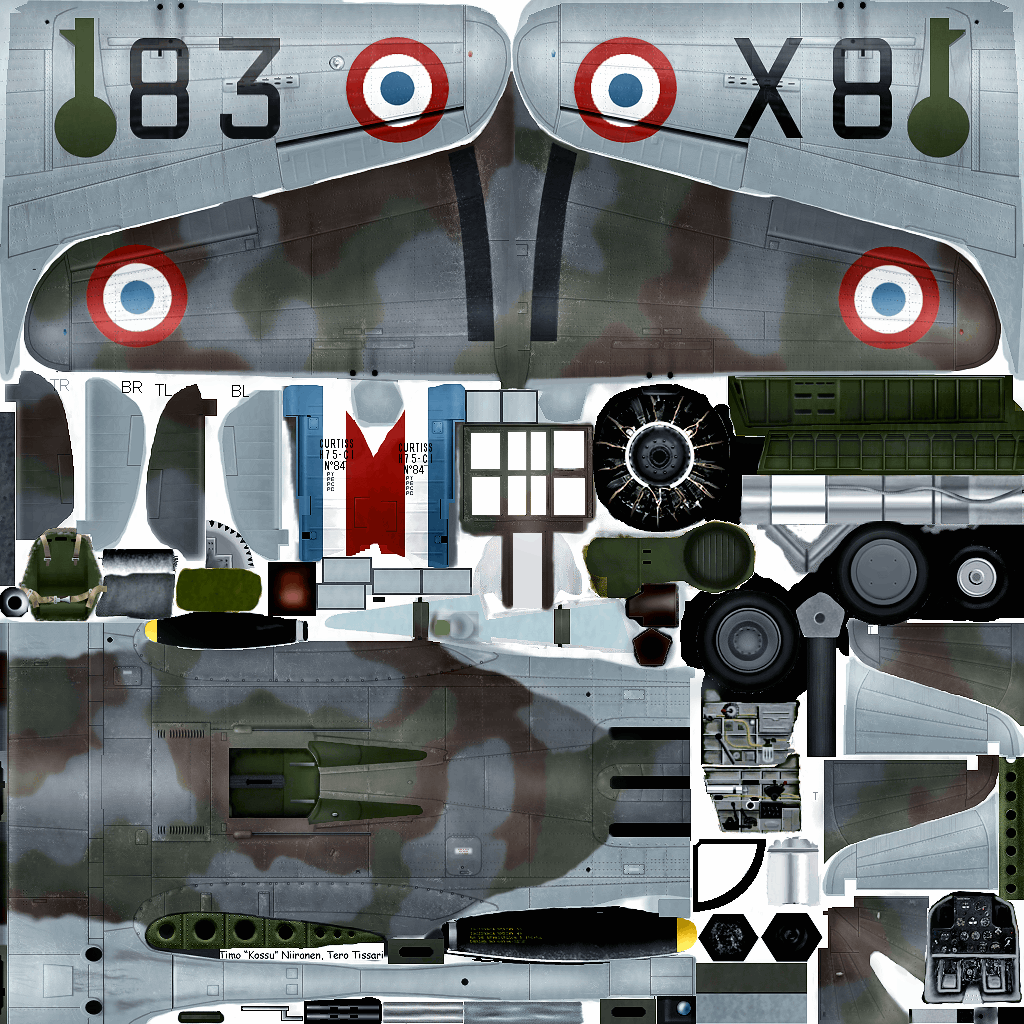 83
X8
TR
BR
TL
BL
CURTISS
H75-C1
N°84
CURTISS
H75-C1
N°84
T
T
Timo "Kossu" Niironen, Tero Tissari